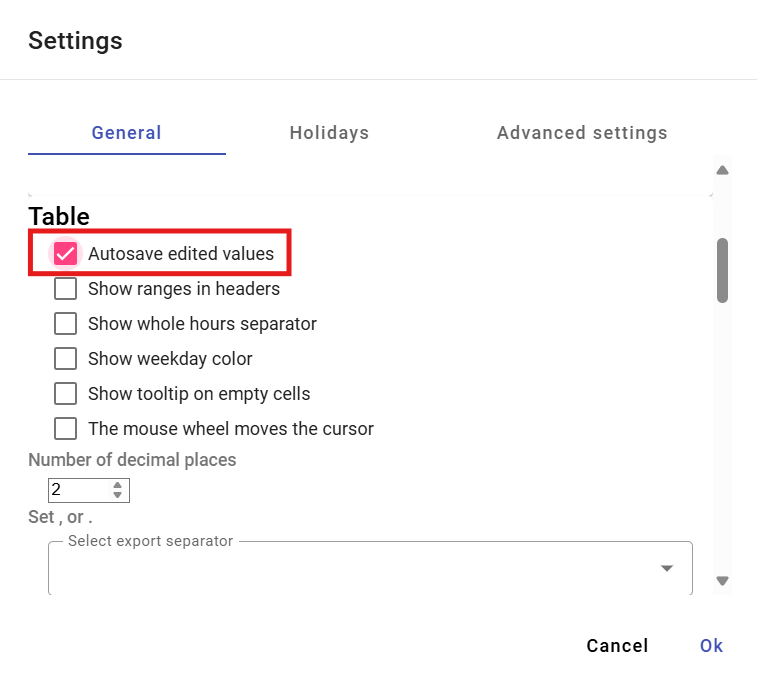 Settings
General Holidays Advanced settings
Table
Autosave edited values
Show ranges in headers
Show whole hours separator
Show weekday color
Show tooltip on empty cells
The mouse wheel moves the cursor
Number of decimal places
2
Set , or .
Select export separator
Cancel Ok